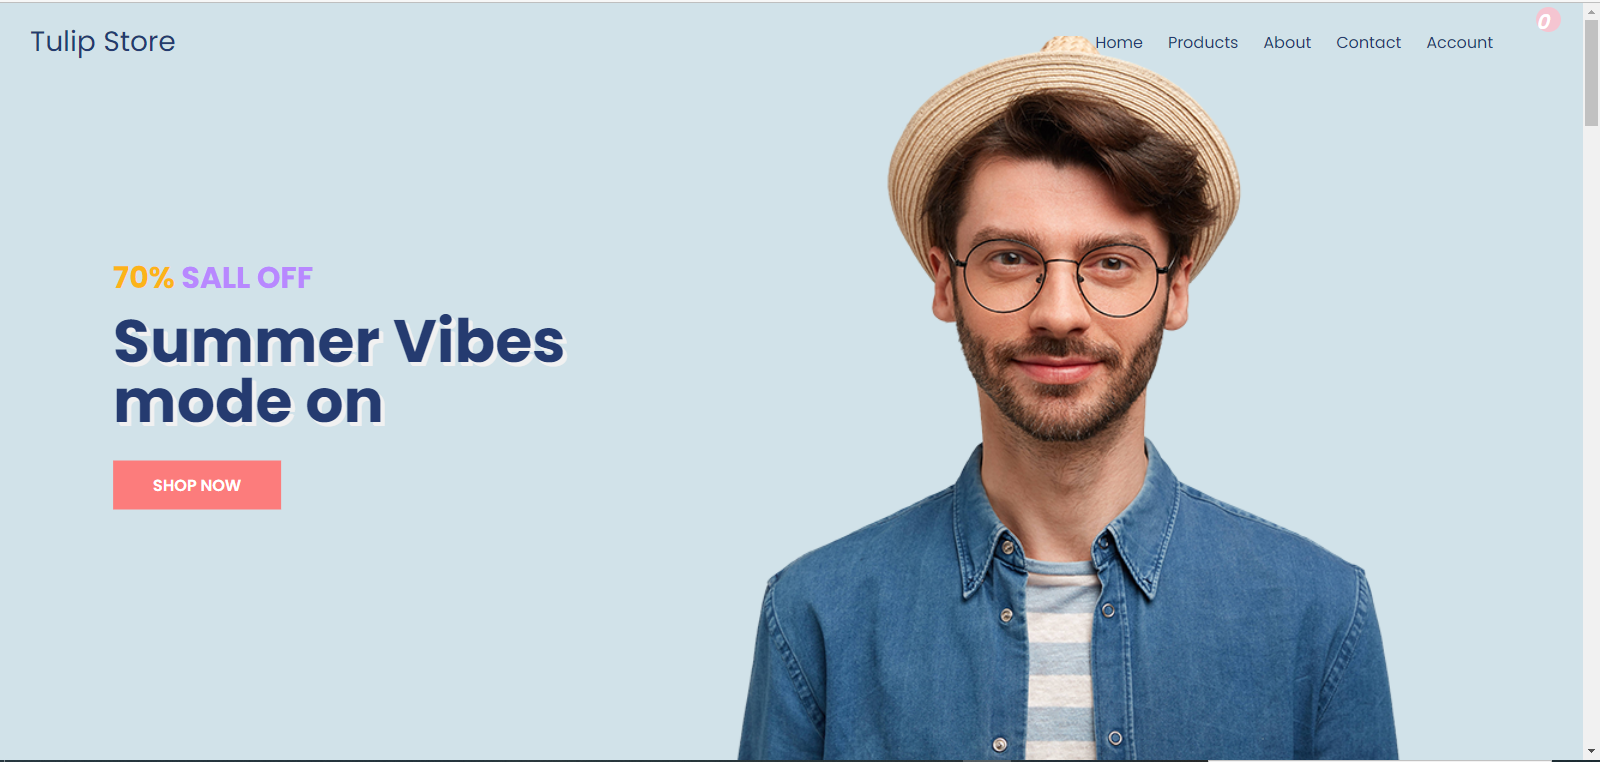 Tulip Store
Home Products About Contact Account
0
70% SALL OFF
Summer Vibes
mode on
SHOP NOW